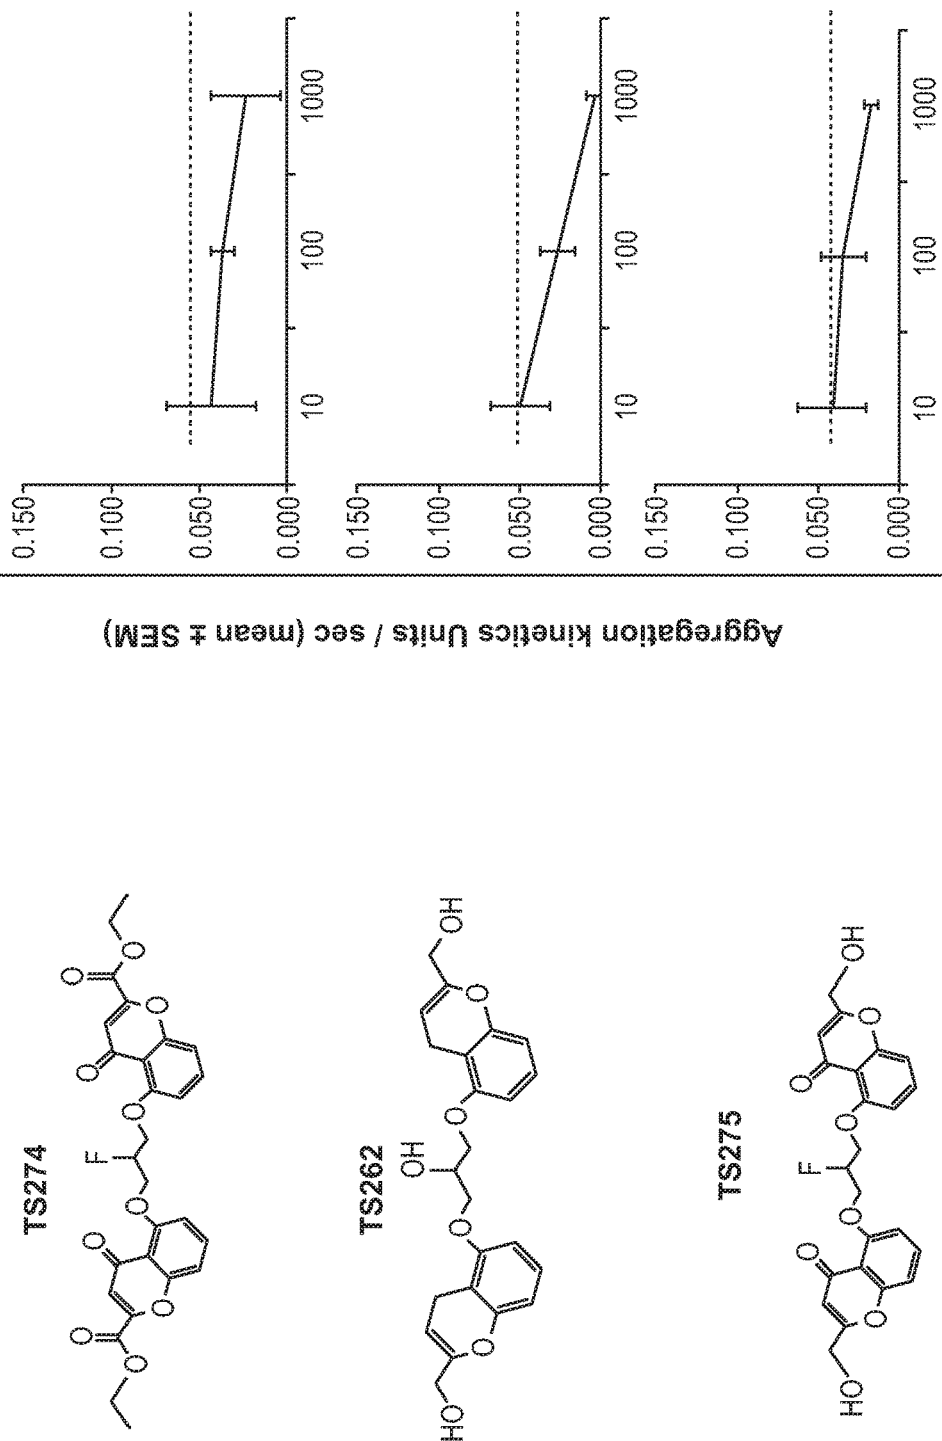 TS274
O O F O O
O O O O O O
0.150
0.100
0.050
0.000
10 100 1000
TS262
OH
O O
HO O O OH
Aggregation kinetics Units / sec (mean ± SEM)
0.150
0.100
0.050
0.000
10 100 1000
TS275
O F O
O O
HO O O OH
0.150
0.100
0.050
0.000
10 100 1000